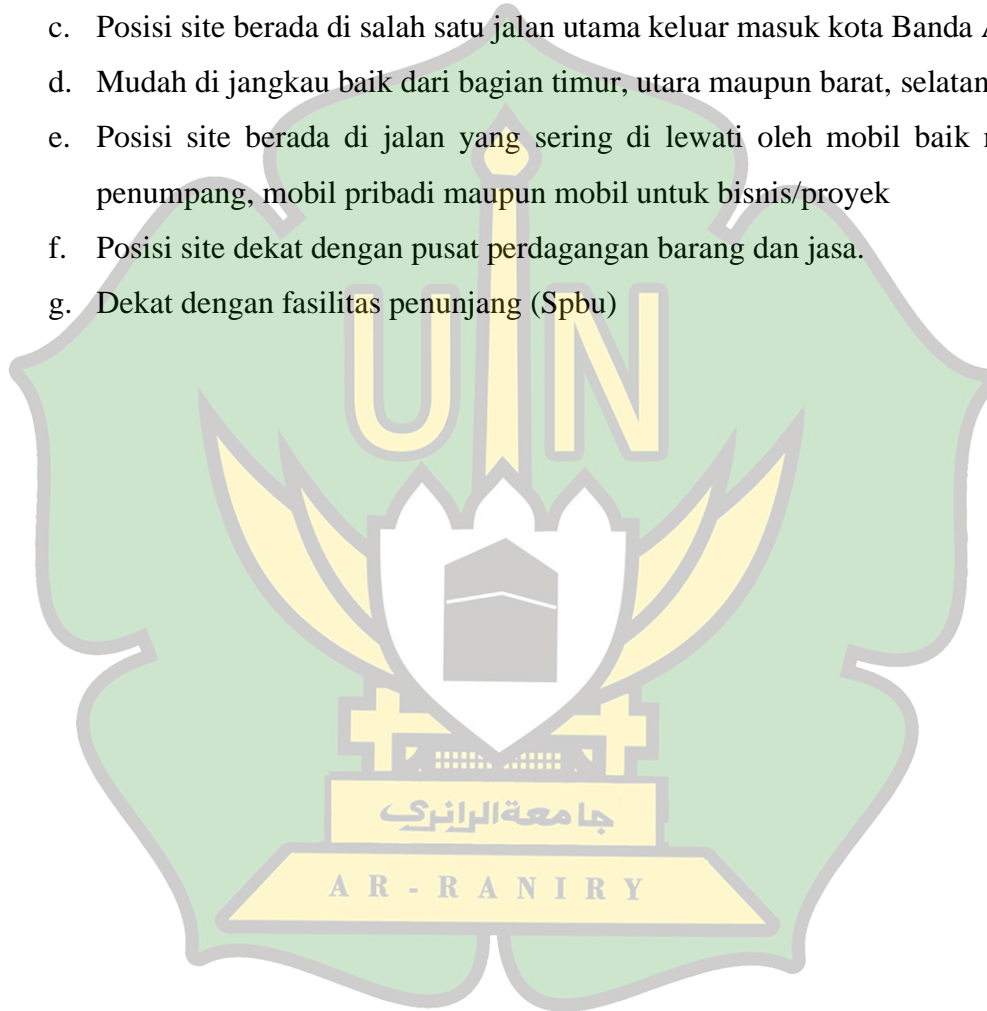 c. Posisi site berada di salah satu jalan utama keluar masuk kota Banda
d. Mudah di jangkau baik dari bagian timur, utara maupun barat, selatan
e. Posisi site berada di jalan yang sering di lewati oleh mobil baik
penumpang, mobil pribadi maupun mobil untuk bisnis/proyek
f. Posisi site dekat dengan pusat perdagangan barang dan jasa.
g. Dekat dengan fasilitas penunjang (Spbu)
UIN
جامعة الرانري
AR-RANIRY